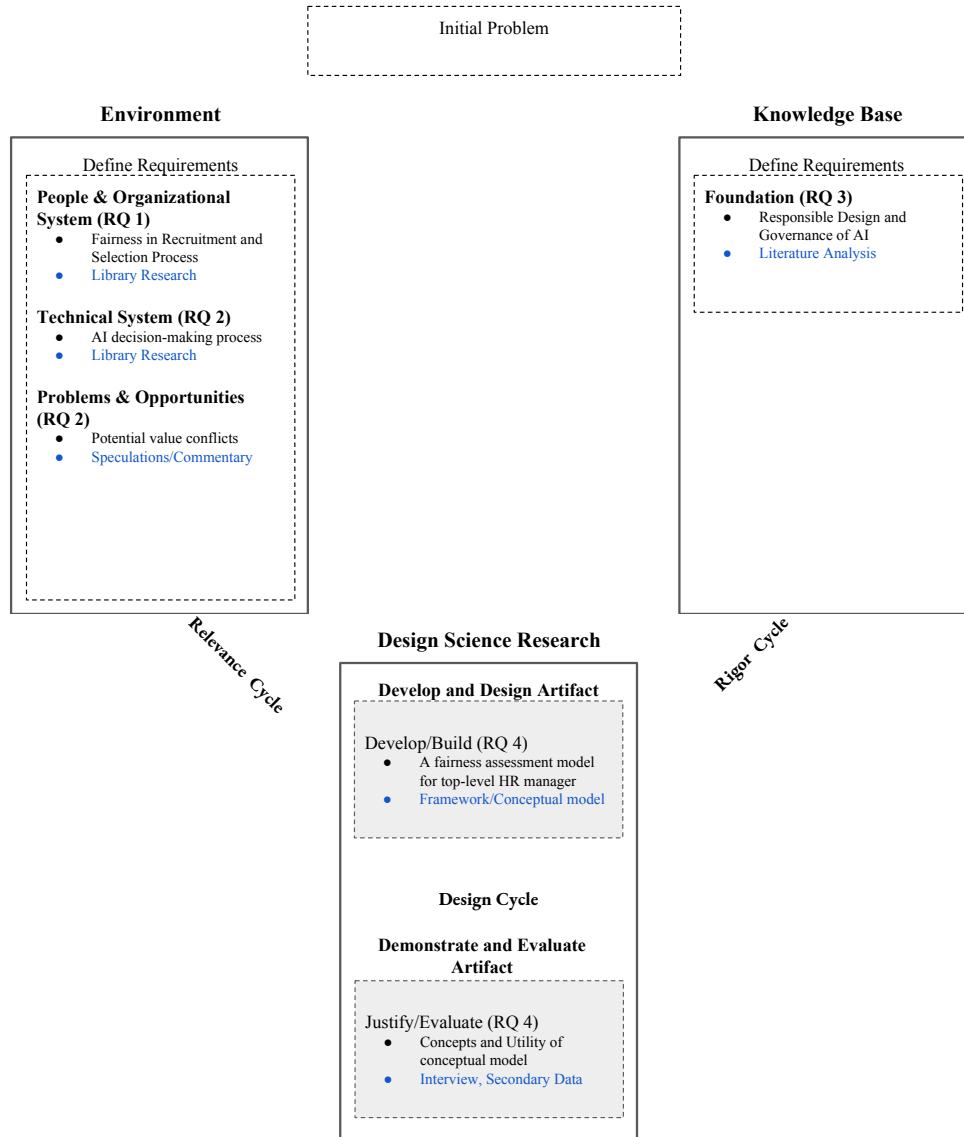 Initial Problem
Environment
Define Requirements
People & Organizational
System (RQ 1)
● Fairness in Recruitment and
Selection Process
● Library Research
Technical System (RQ 2)
● AI decision-making process
● Library Research
Problems & Opportunities
(RQ 2)
● Potential value conflicts
● Speculations/Commentary
Knowledge Base
Define Requirements
Foundation (RQ 3)
● Responsible Design and
Governance of AI
● Literature Analysis
Relevance Cycle
Rigor Cycle
Design Science Research
Develop and Design Artifact
Develop/Build (RQ 4)
● A fairness assessment model
for top-level HR manager
● Framework/Conceptual model
Design Cycle
Demonstrate and Evaluate
Artifact
Justify/Evaluate (RQ 4)
● Concepts and Utility of
conceptual model
● Interview, Secondary Data